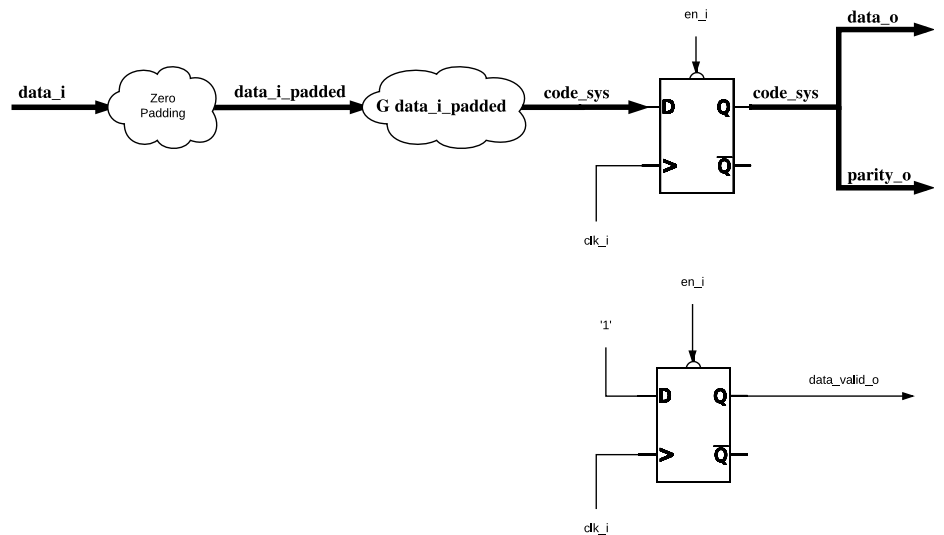 en_i
data_o
data_i
Zero
Padding
data_i_padded
G data_i_padded
code_sys
D
Q
code_sys
>
Q
parity_o
clk_i
en_i
'1'
D
Q
data_valid_o
>
Q
clk_i